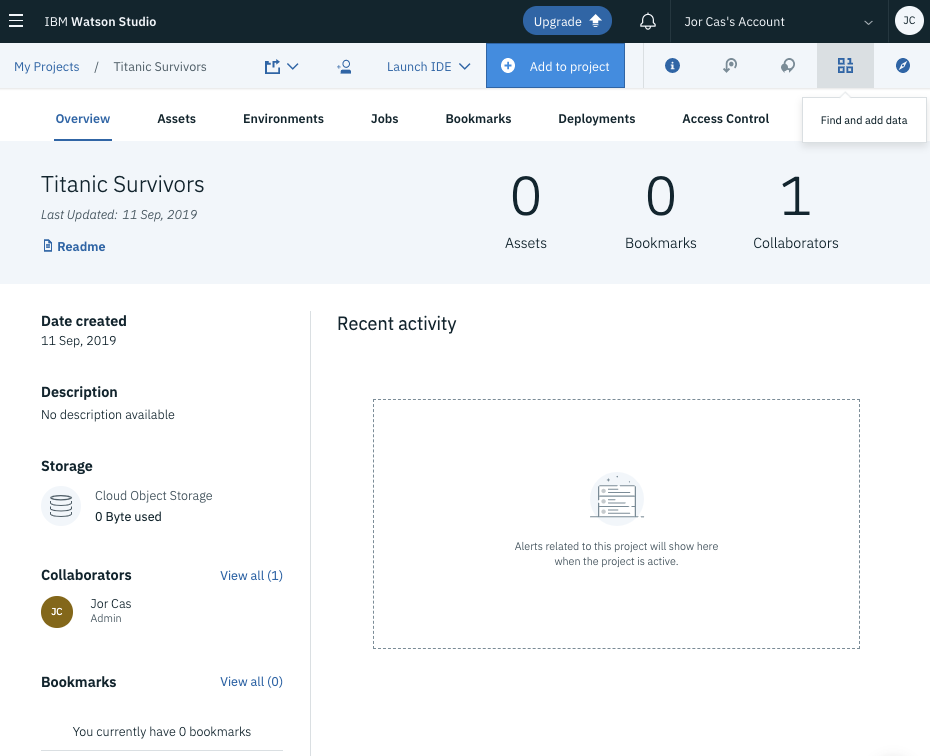 IBM Watson Studio
Upgrade
Jor Cas's Account
JC
My Projects / Titanic Survivors
Launch IDE
Add to project
Overview
Assets
Environments
Jobs
Bookmarks
Deployments
Access Control
Find and add data
Titanic Survivors
Last Updated: 11 Sep, 2019
Readme
0
Assets
0
Bookmarks
1
Collaborators
Date created
11 Sep, 2019
Description
No description available
Storage
Cloud Object Storage
0 Byte used
Collaborators
View all (1)
JC
Jor Cas
Admin
Bookmarks
View all (0)
You currently have 0 bookmarks
Recent activity
Alerts related to this project will show here
when the project is active.